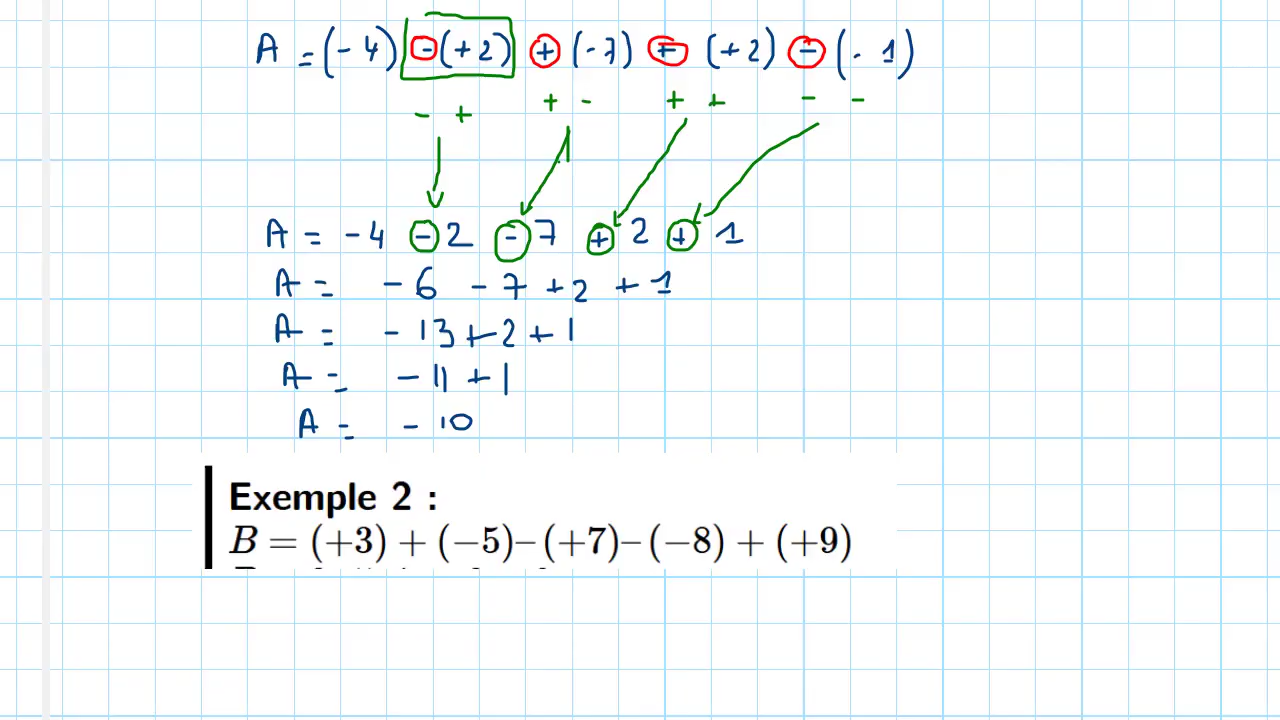 A = (- 4) - (+ 2) + (- 7) + (+ 2) - (- 1)
- + + - + + - -
A = - 4 - 2 - 7 + 2 + 1
A = - 6 - 7 + 2 + 1
A = - 13 + 2 + 1
A = - 11 + 1
A = - 10
Exemple 2 :
B = (+3) + (−5)–(+7)–(−8) + (+9)